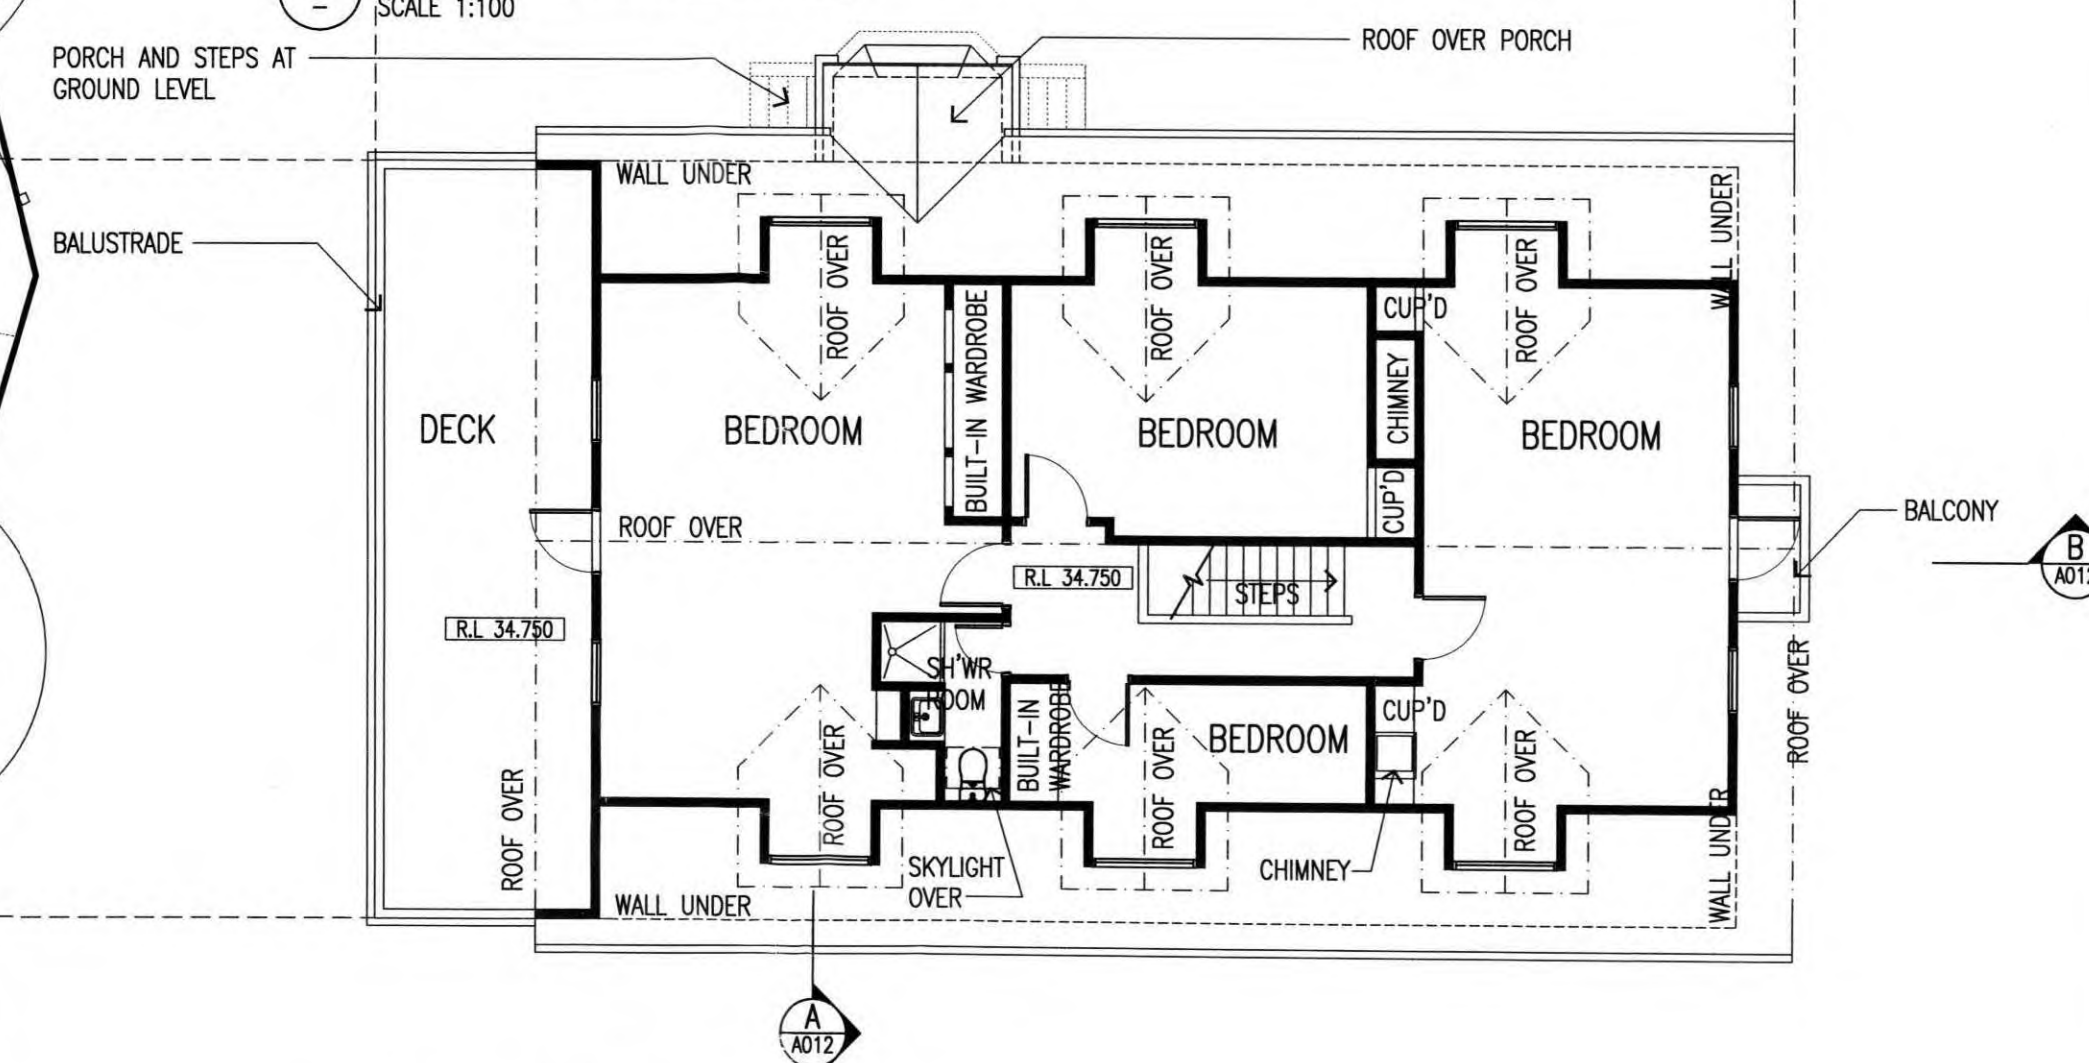 SCALE 1:100
PORCH AND STEPS AT
GROUND LEVEL
ROOF OVER PORCH
WALL UNDER
WALL UNDER
BALUSTRADE
ROOF OVER
ROOF OVER
ROOF OVER
BUILT-IN WARDROBE
CUP'D
CHIMNEY
DECK
BEDROOM
BEDROOM
BEDROOM
CUP'D
ROOF OVER
BALCONY
B
A012
R.L 34.750
STEPS
R.L 34.750
SH'WR
ROOM
BUILT-IN
WARDROBE
BEDROOM
CUP'D
ROOF OVER
ROOF OVER
ROOF OVER
ROOF OVER
ROOF OVER
SKYLIGHT
OVER
CHIMNEY
WALL UNDER
WALL UNDER
A
A012